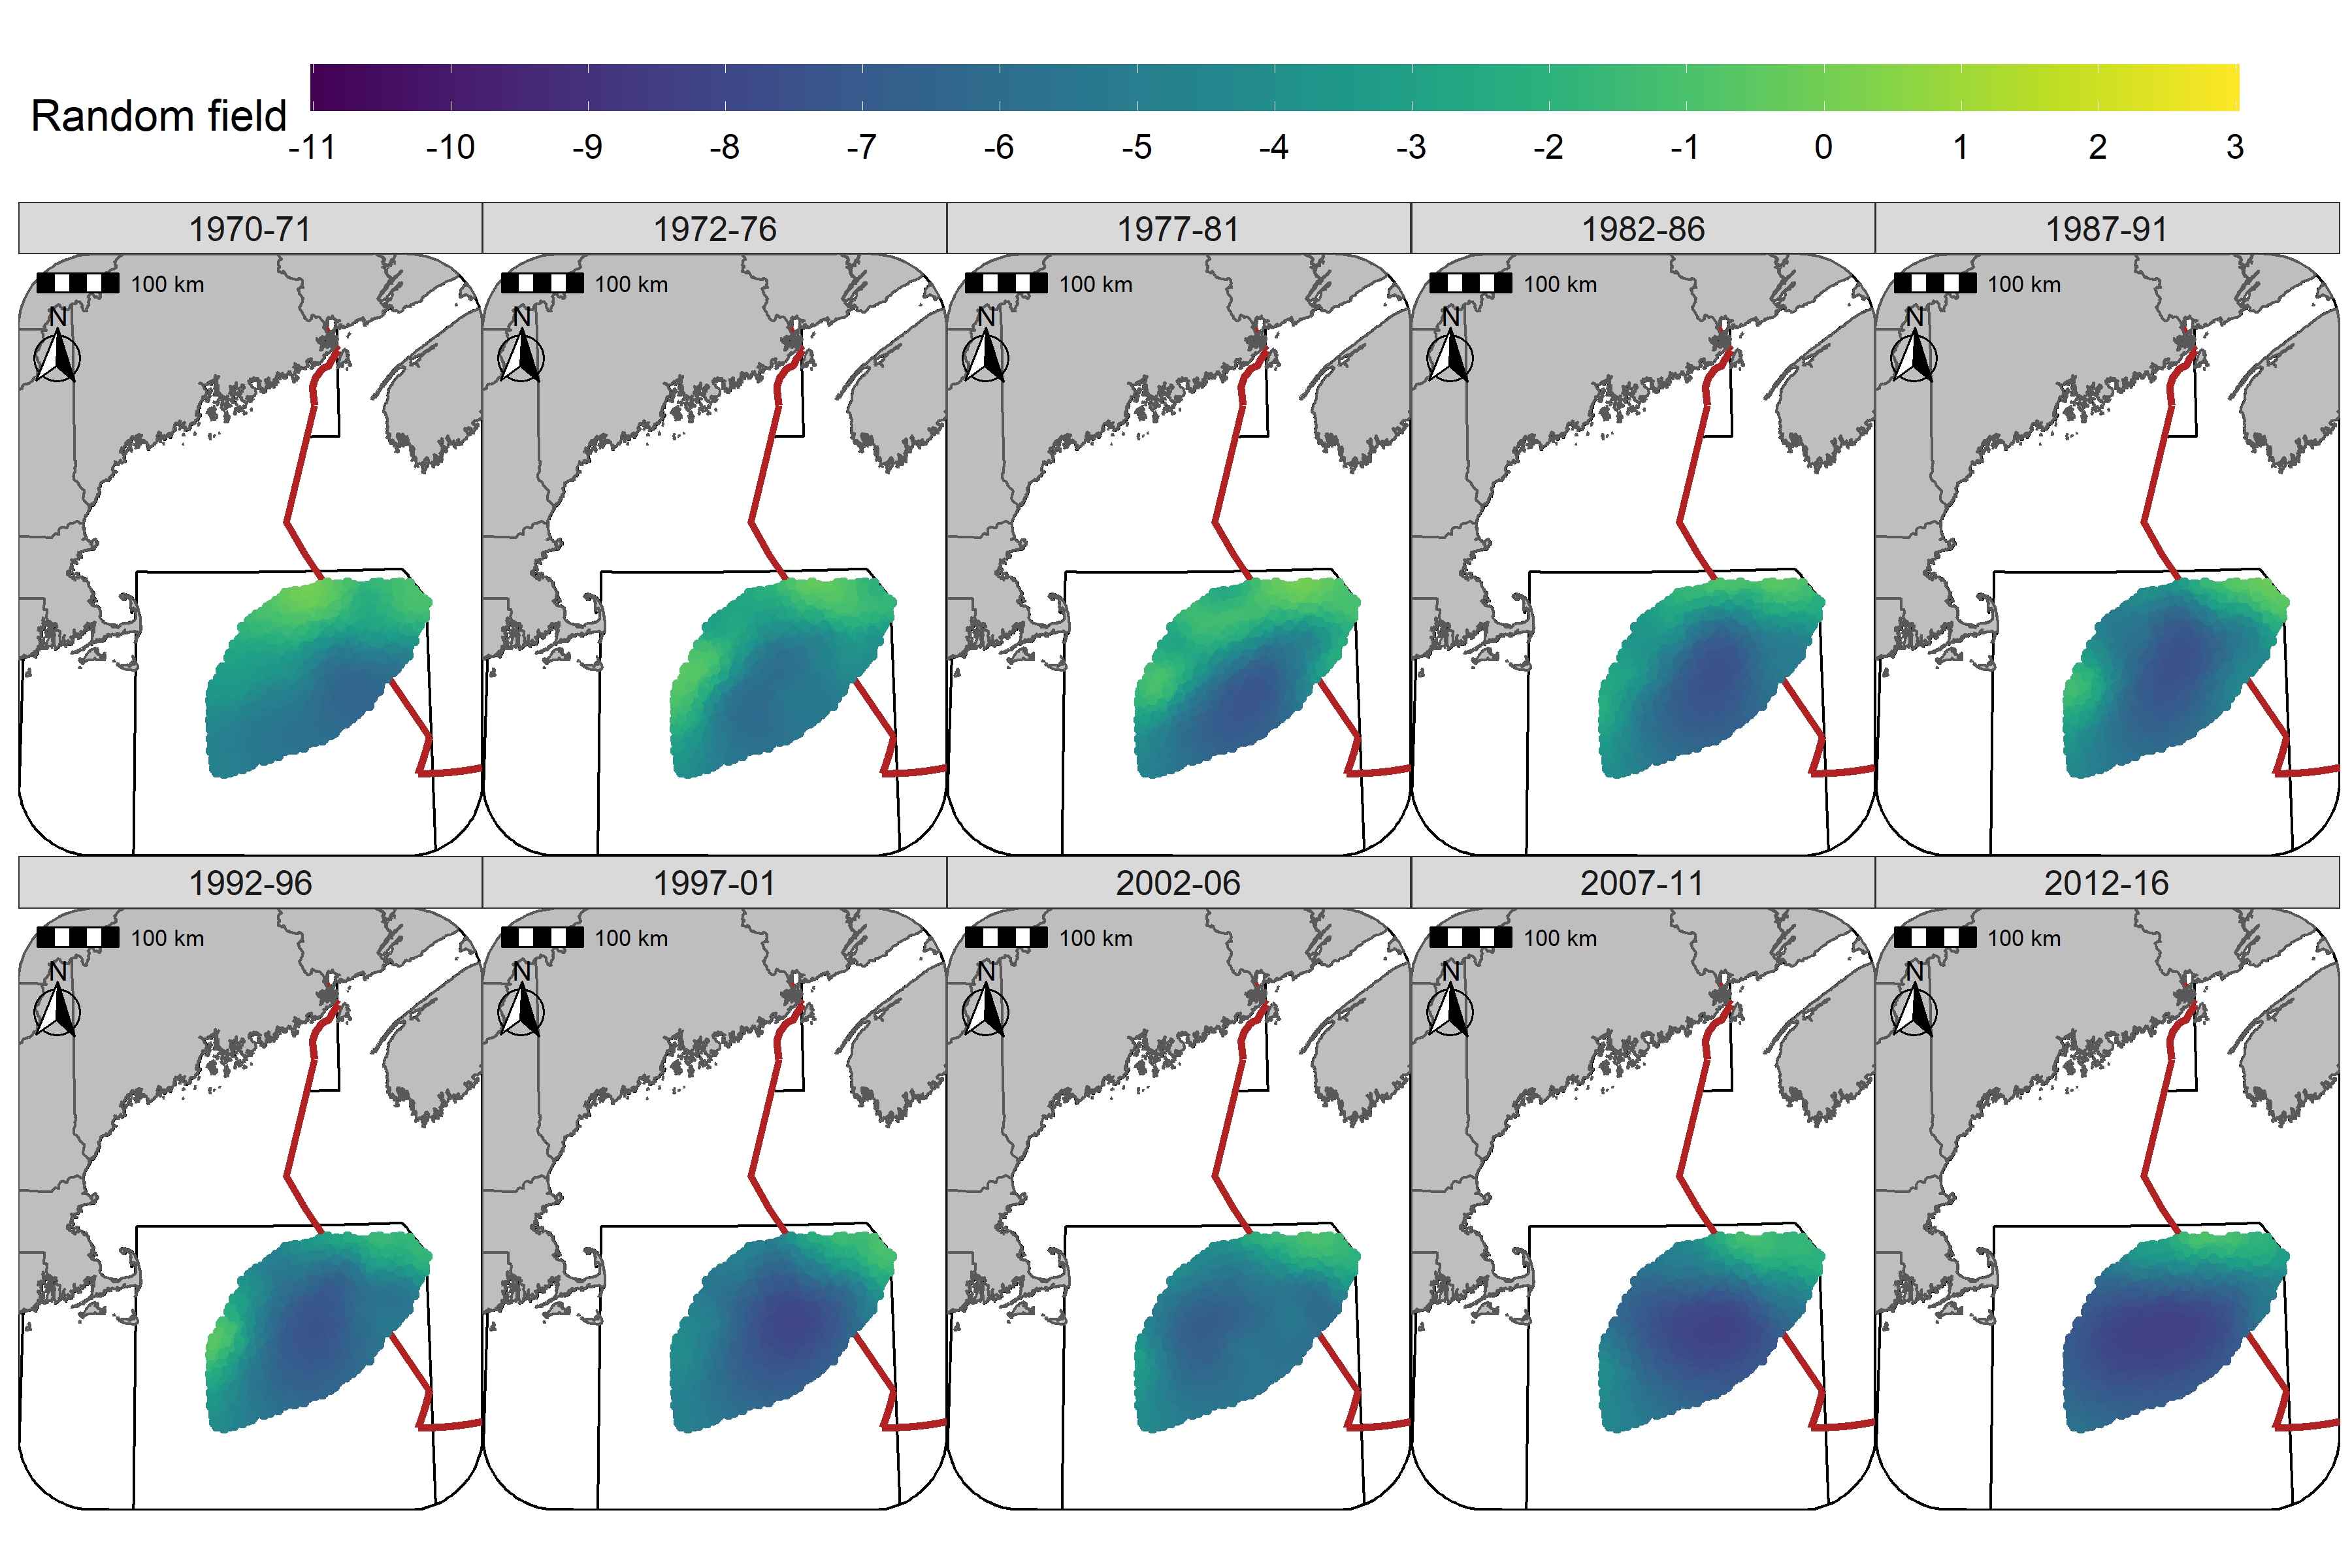 Random field
-11 -10 -9 -8 -7 -6 -5 -4 -3 -2 -1 0 1 2 3
1970-71 1972-76 1977-81 1982-86 1987-91
100 km 100 km 100 km 100 km 100 km
N N N N N
1992-96 1997-01 2002-06 2007-11 2012-16
100 km 100 km 100 km 100 km 100 km
N N N N N